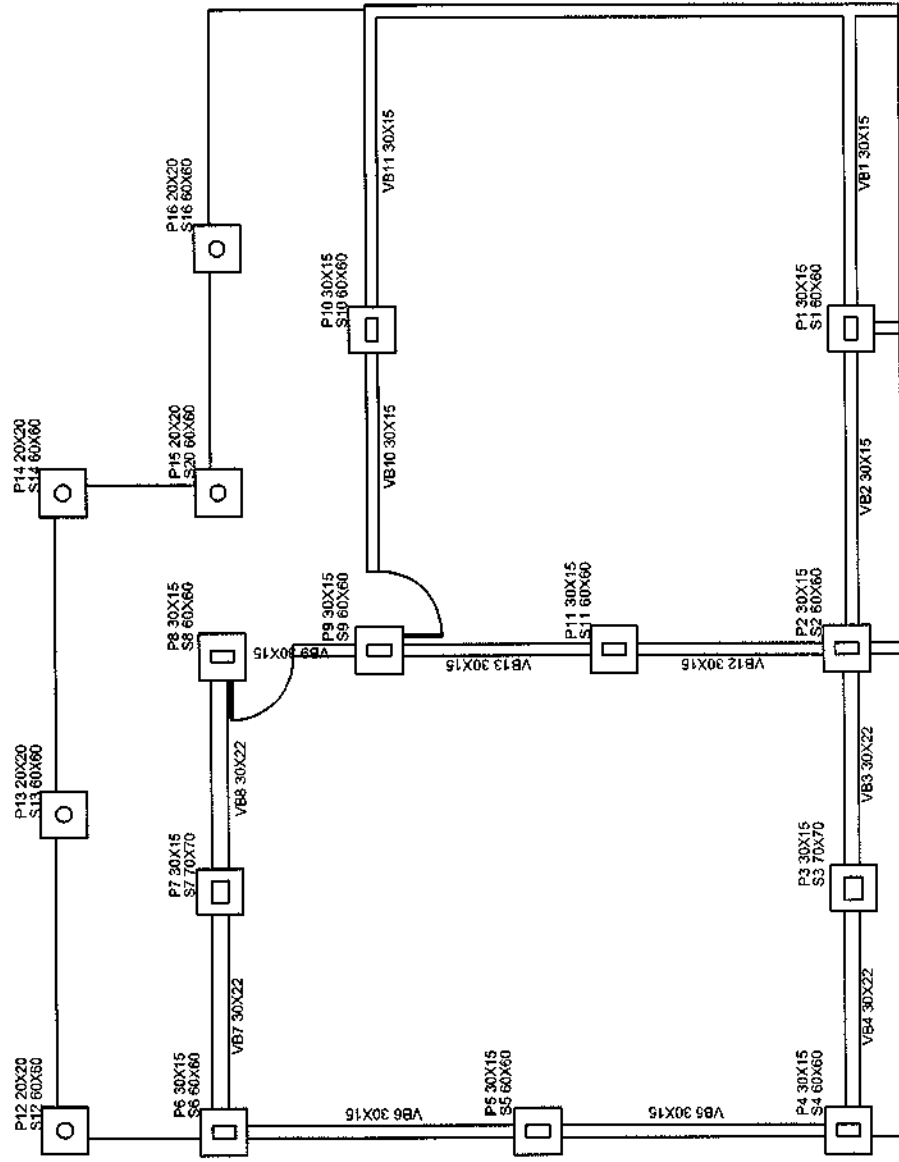 P14 20X20
S14 60X60
P16 20X20
S16 60X60
P13 20X20
S13 60X60
P15 20X20
S20 60X60
P12 20X20
S12 60X60
P8 30X15
S8 60X60
P10 30X15
S10 60X60
VB11 30X15
VB10 30X15
P7 30X15
S7 70X70
VB8 30X22
VB9 30X15
P9 30X15
S9 60X60
P6 30X15
S6 60X60
VB7 30X22
VB13 30X15
P11 30X15
S11 60X60
P1 30X15
S1 60X60
VB1 30X15
VB6 30X15
P5 30X15
S5 60X60
VB12 30X15
P2 30X15
S2 60X60
VB2 30X15
VB5 30X15
P3 30X15
S3 70X70
VB3 30X22
P4 30X15
S4 60X60
VB4 30X22